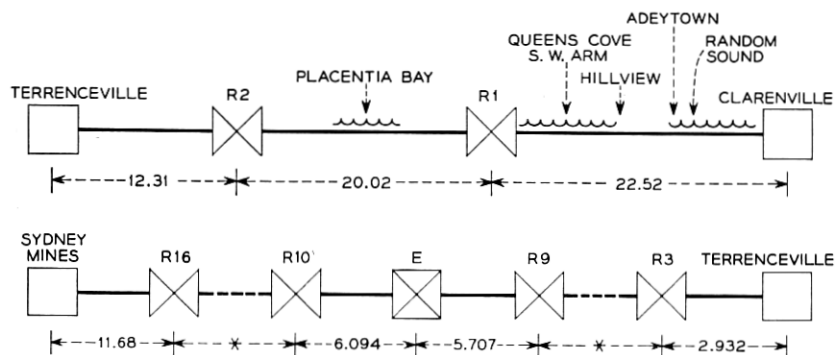 ADEYTOWN
QUEENS COVE
S. W. ARM
RANDOM
SOUND
PLACENTIA BAY
HILLVIEW
TERRENCEVILLE
R2
R1
CLARENVILLE
12.31
20.02
22.52
SYDNEY
MINES
R16
R10
E
R9
R3
TERRENCEVILLE
11.68
*
6.094
5.707
*
2.932